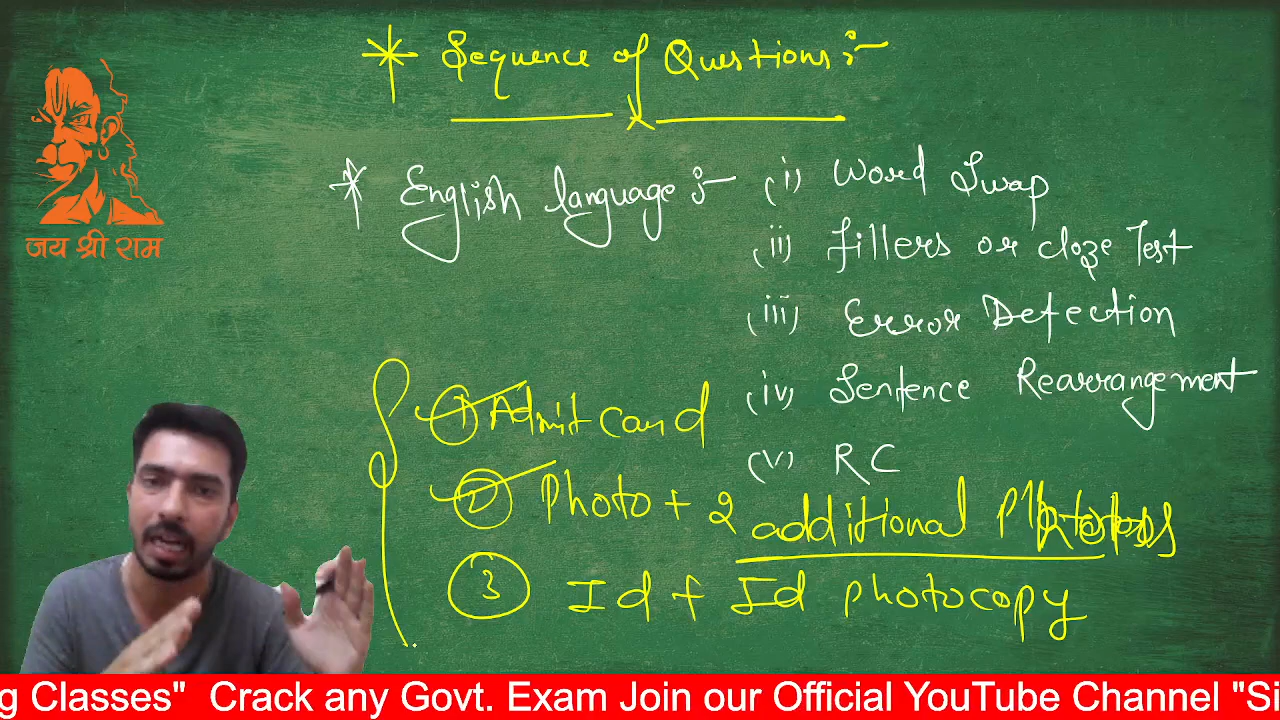 * Sequence of Questions :-
* English language :- (i) Word Swap
(ii) fillers or cloze Test
(iii) Error Detection
(iv) Sentence Rearrangement
(v) RC
जय श्री राम
① Admit card
② Photo + 2 additional Photos
③ Id + Id photocopy
g Classes" Crack any Govt. Exam Join our Official YouTube Channel "Si